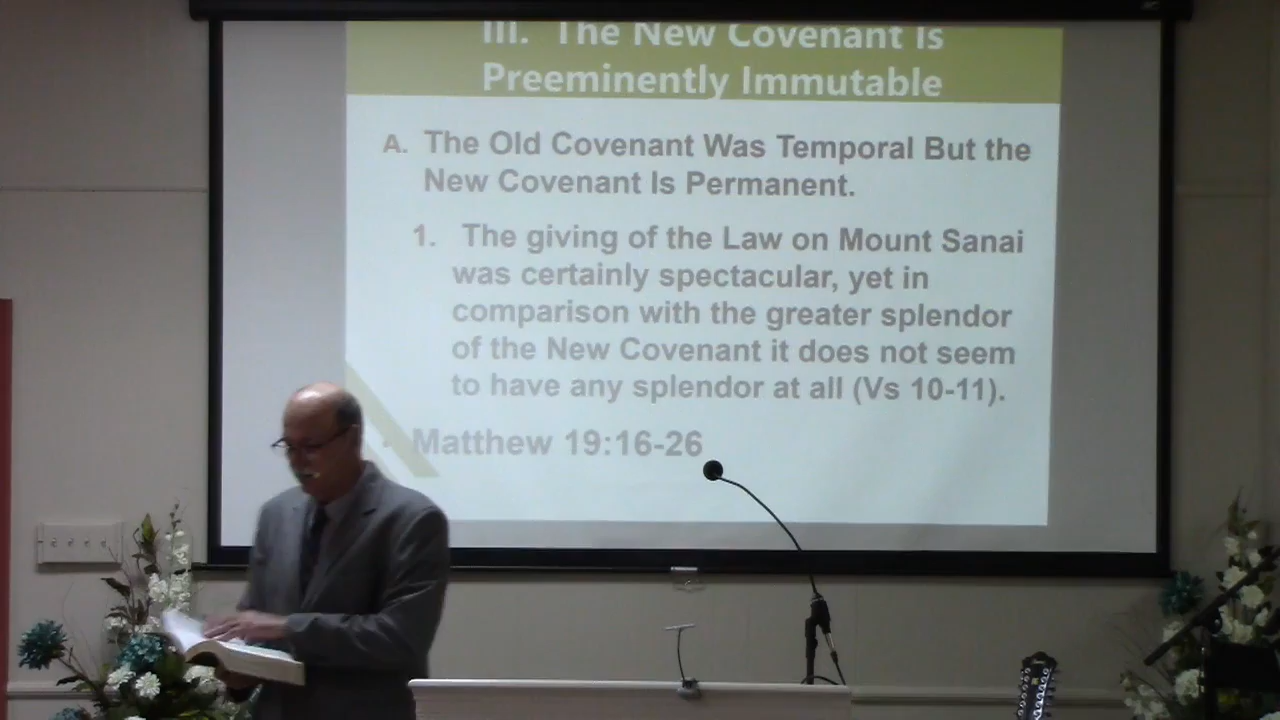 III. The New Covenant Is
Preeminently Immutable
A. The Old Covenant Was Temporal But the
New Covenant Is Permanent.
1. The giving of the Law on Mount Sanai
was certainly spectacular, yet in
comparison with the greater splendor
of the New Covenant it does not seem
to have any splendor at all (Vs 10-11).
Matthew 19:16-26